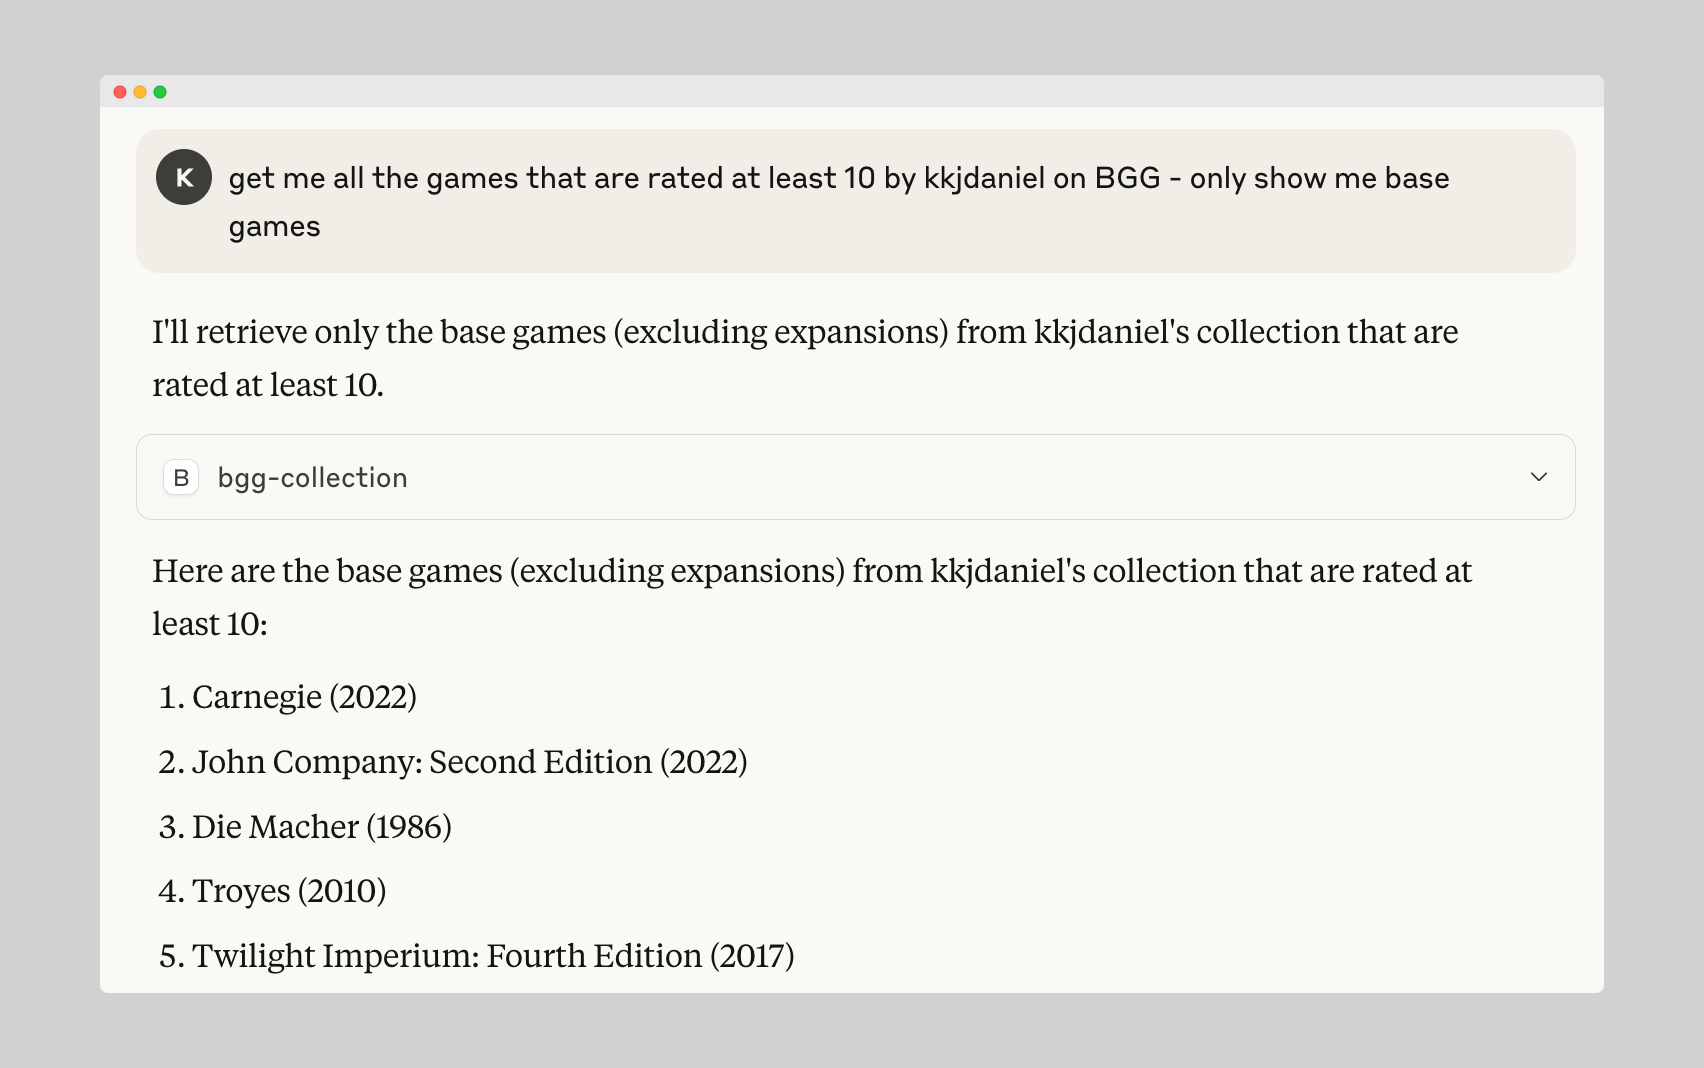 K
get me all the games that are rated at least 10 by kkjdaniel on BGG - only show me base
games
I'll retrieve only the base games (excluding expansions) from kkjdaniel's collection that are
rated at least 10.
B bgg-collection
Here are the base games (excluding expansions) from kkjdaniel's collection that are rated at
least 10:
1. Carnegie (2022)
2. John Company: Second Edition (2022)
3. Die Macher (1986)
4. Troyes (2010)
5. Twilight Imperium: Fourth Edition (2017)